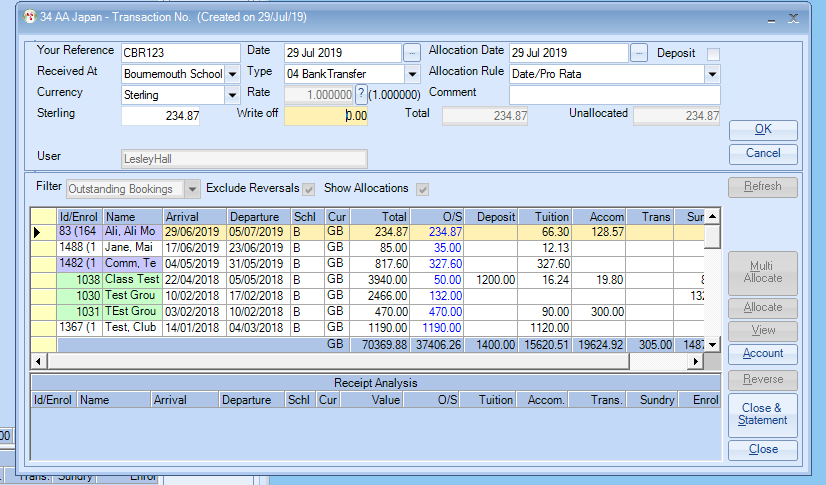 34 AA Japan - Transaction No. (Created on 29/Jul/19)
Your Reference CBR123 Date 29 Jul 2019 ... Allocation Date 29 Jul 2019 ... Deposit
Received At Bournemouth School Type 04 BankTransfer Allocation Rule Date/Pro Rata
Currency Sterling Rate 1.000000 ? (1.000000) Comment
Sterling 234.87 Write off 0.00 Total 234.87 Unallocated 234.87
OK
User LesleyHall Cancel
Filter Outstanding Bookings Exclude Reversals Show Allocations Refresh
Id/Enrol Name Arrival Departure Schl Cur Total O/S Deposit Tuition Accom Trans Sur
83 (164 Ali, Ali Mo 29/06/2019 05/07/2019 B GB 234.87 234.87 66.30 128.57
1488 (1 Jane, Mai 17/06/2019 23/06/2019 B GB 85.00 35.00 12.13
1482 (1 Comm, Te 04/05/2019 31/05/2019 B GB 817.60 327.60 327.60
1038 Class Test 22/04/2018 05/05/2018 B GB 3940.00 50.00 1200.00 16.24 19.80
1030 Test Grou 10/02/2018 17/02/2018 B GB 2466.00 132.00 132
1031 TEst Grou 03/02/2018 10/02/2018 B GB 470.00 470.00 90.00 300.00
1367 (1 Test, Club 14/01/2018 04/03/2018 B GB 1190.00 1190.00 1120.00
GB 70369.88 37406.26 1400.00 15620.51 19624.92 305.00 1487
Multi
Allocate
Allocate
View
Account
Reverse
Close &
Statement
Close
Receipt Analysis
Id/Enrol Name Arrival Departure Schl Cur Value O/S Tuition Accom. Trans. Sundry Enrol
00
Trans. Sundry Enrol